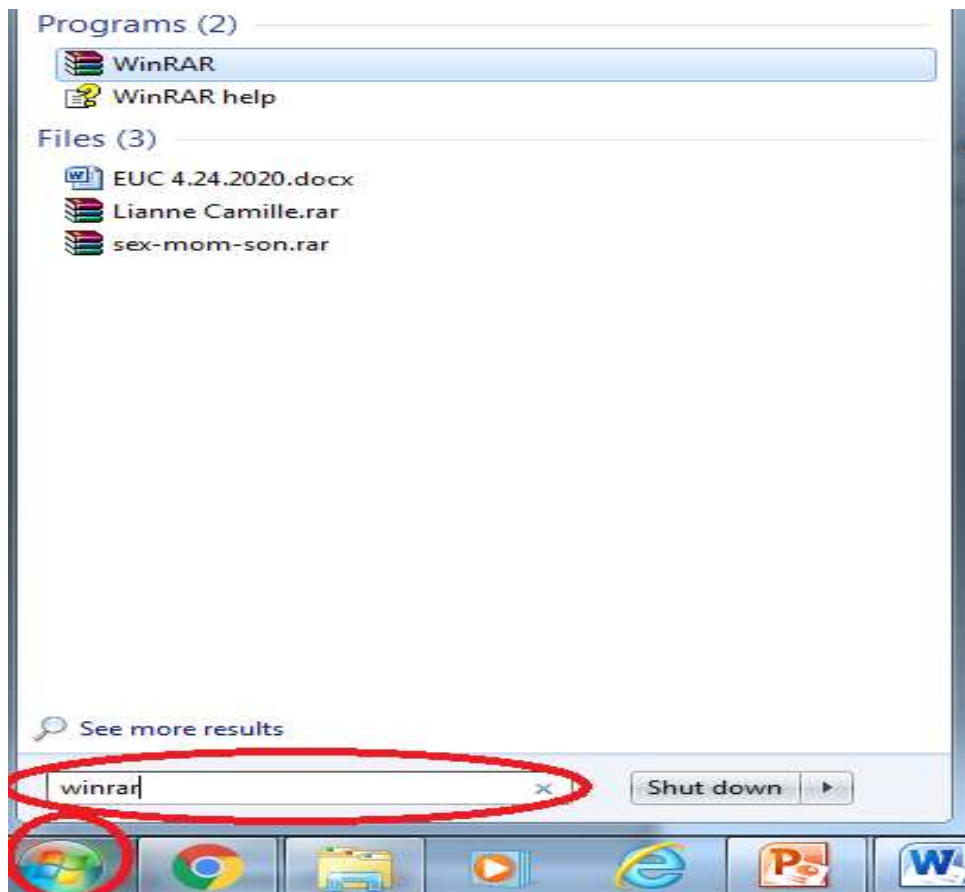 Programs (2)
WinRAR
WinRAR help
Files (3)
EUC 4.24.2020.docx
Lianne Camille.rar
sex-mom-son.rar
See more results
winrar
Shut down